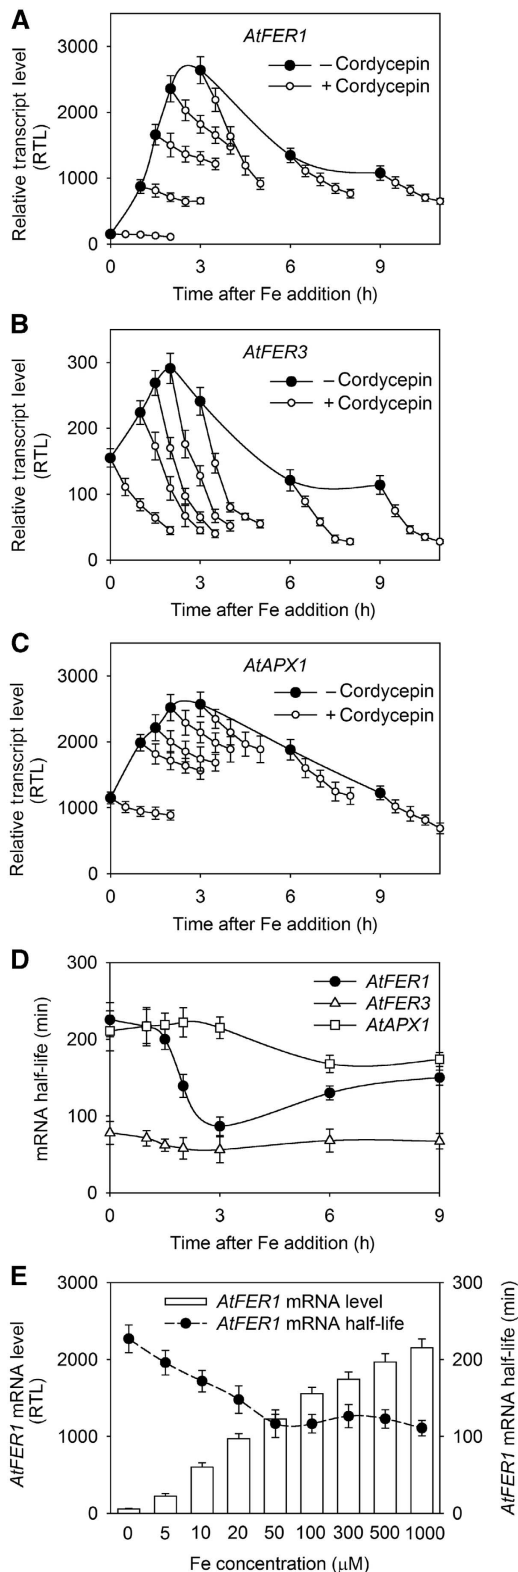 A
AtFER1
– Cordycepin
+ Cordycepin
Relative transcript level
(RTL)
3000
2000
1000
0
0 3 6 9
Time after Fe addition (h)
B
AtFER3
– Cordycepin
+ Cordycepin
Relative transcript level
(RTL)
300
200
100
0
0 3 6 9
Time after Fe addition (h)
C
AtAPX1
– Cordycepin
+ Cordycepin
Relative transcript level
(RTL)
3000
2000
1000
0
0 3 6 9
Time after Fe addition (h)
D
AtFER1
AtFER3
AtAPX1
mRNA half-life (min)
300
200
100
0
0 3 6 9
Time after Fe addition (h)
E
AtFER1 mRNA level
AtFER1 mRNA half-life
AtFER1 mRNA level
(RTL)
3000
2000
1000
0
300
200
100
0
AtFER1 mRNA half-life (min)
0 5 10 20 50 100 300 500 1000
Fe concentration (μM)